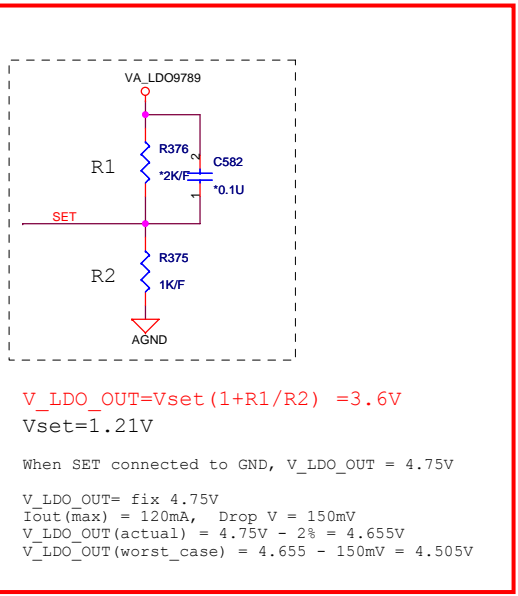 VA_LDO9789
R1
R376
*2K/F
2
C582
1
*0.1U
SET
R2
R375
1K/F
AGND
V_LDO_OUT=Vset(1+R1/R2) =3.6V
Vset=1.21V
When SET connected to GND, V_LDO_OUT = 4.75V
V_LDO_OUT= fix 4.75V
Iout(max) = 120mA, Drop V = 150mV
V_LDO_OUT(actual) = 4.75V - 2% = 4.655V
V_LDO_OUT(worst_case) = 4.655 - 150mV = 4.505V